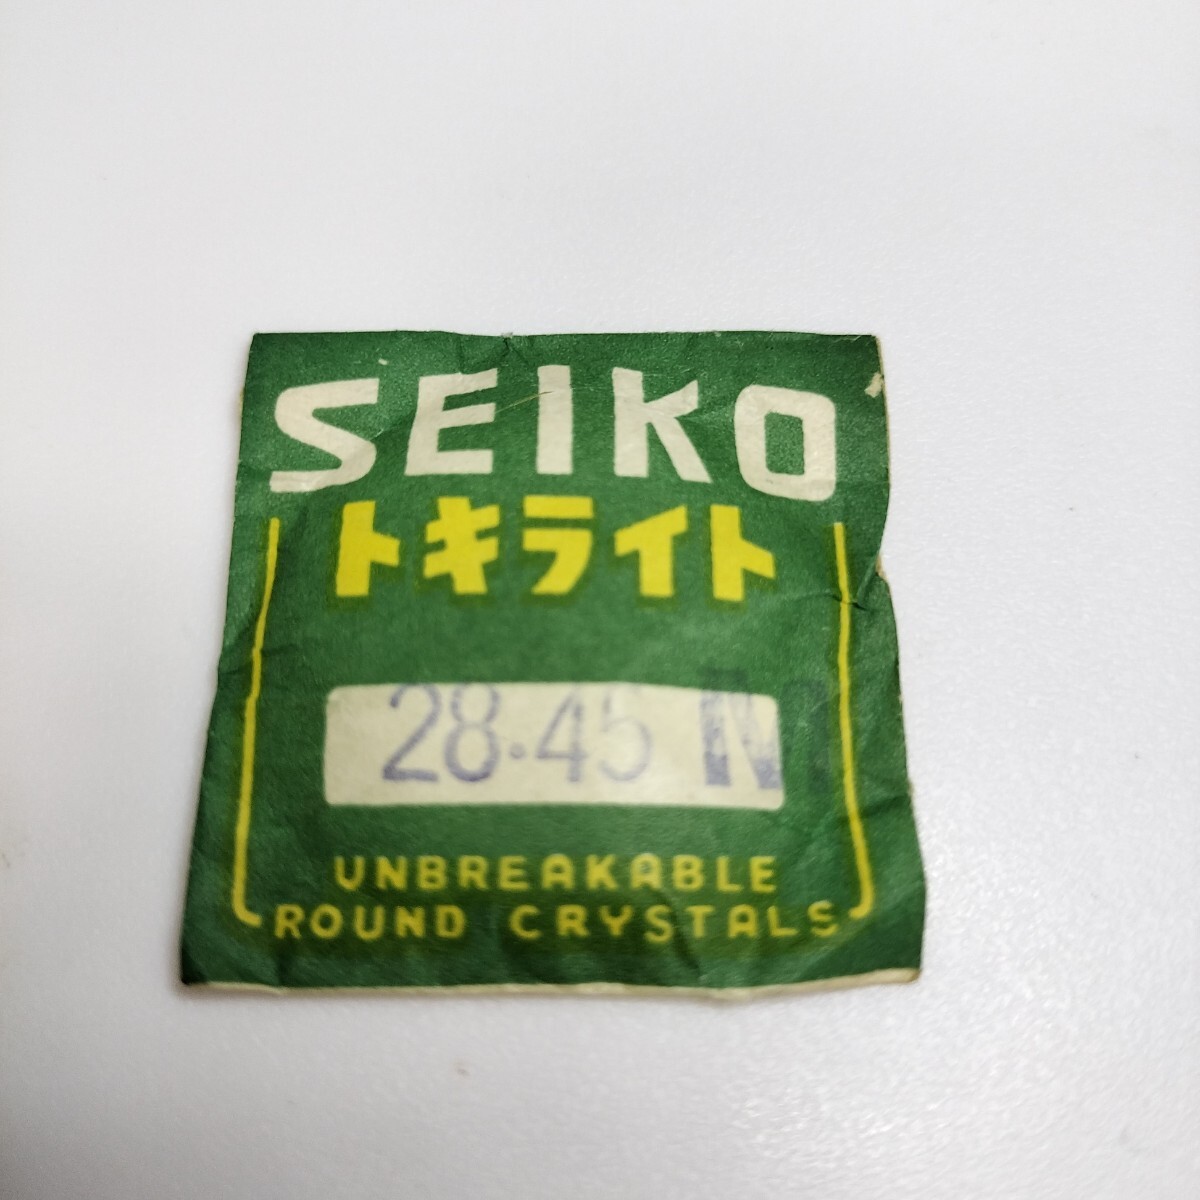 SEIKO
トキライト
28.45 M
UNBREAKABLE
ROUND CRYSTALS